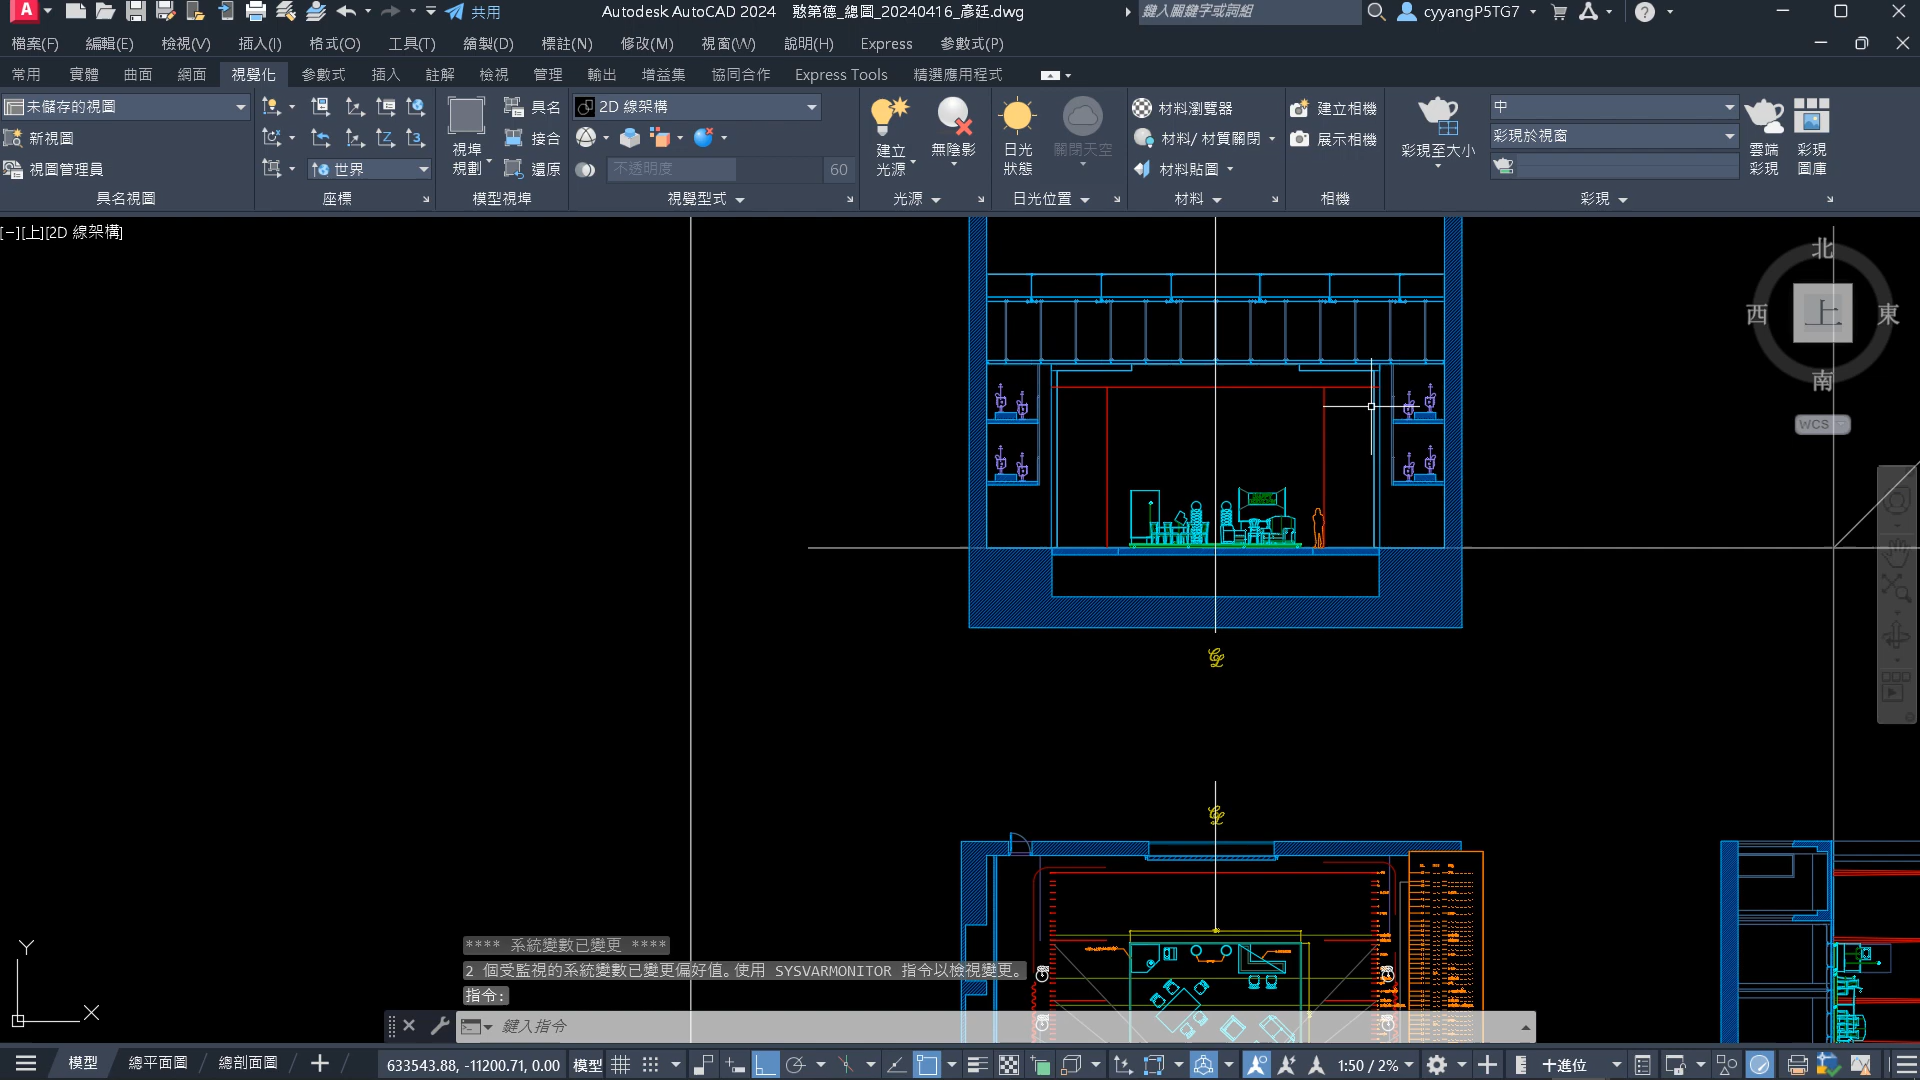 A
共用
Autodesk AutoCAD 2024 憨第德_總圖_20240416_彥廷.dwg
鍵入關鍵字或詞組
cyyangP5TG7
檔案(F) 編輯(E) 檢視(V) 插入(I) 格式(O) 工具(T) 繪製(D) 標註(N) 修改(M) 視窗(W) 說明(H) Express 參數式(P)
常用 實體 曲面 網面 視覺化 參數式 插入 註解 檢視 管理 輸出 增益集 協同合作 Express Tools 精選應用程式
未儲存的視圖
新視圖
視圖管理員
具名視圖
世界
座標
視埠
規劃
具名
接合
還原
模型視埠
2D 線架構
不透明度 60
視覺型式
建立
光源
無陰影
光源
日光
狀態
關閉天空
日光位置
材料瀏覽器
材料/ 材質關閉
材料貼圖
材料
建立相機
展示相機
相機
彩現至大小
中
彩現於視窗
雲端
彩現
彩現
圖庫
彩現
[−][上][2D 線架構]
北
西 上 東
南
WCS
CL
CL
**** 系統變數已變更 ****
2 個受監視的系統變數已變更偏好值。使用 SYSVARMONITOR 指令以檢視變更。
指令:
鍵入指令
Y
X
模型 總平面圖 總剖面圖
633543.88, -11200.71, 0.00 模型 1:50 / 2% 十進位